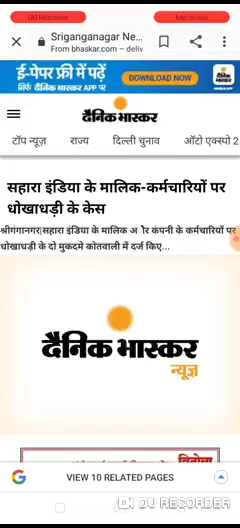 DU Recorder
Sriganganagar Ne...
From bhaskar.com – deliv
ई-पेपर फ्री में पढ़ें
सिर्फ दैनिक भास्कर APP पर
DOWNLOAD NOW
दैनिक भास्कर
टॉप न्यूज़ राज्य दिल्ली चुनाव ऑटो एक्स्पो 2
सहारा इंडिया के मालिक-कर्मचारियों पर
धोखाधड़ी के केस
श्रीगंगानगर|सहारा इंडिया के मालिक अाैर कंपनी के कर्मचारियों पर
धोखाधड़ी के दो मुकदमे कोतवाली में दर्ज किए...
दैनिक भास्कर
न्यूज़
VIEW 10 RELATED PAGES
DU RECORDER